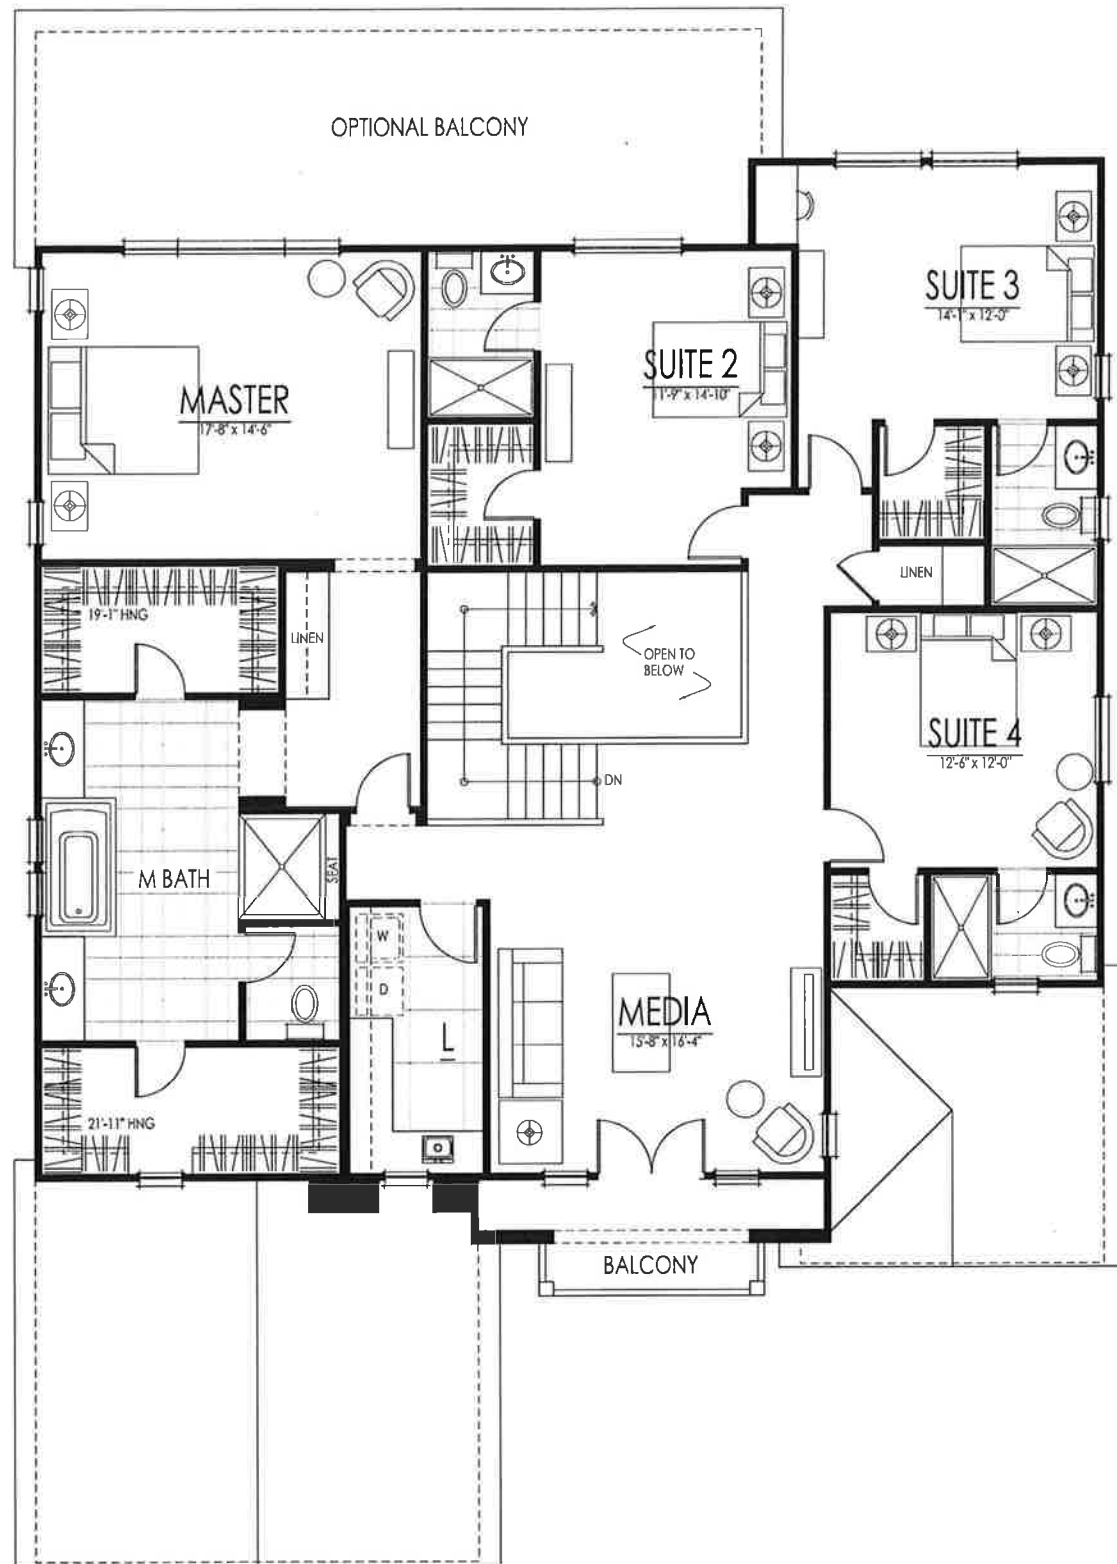 OPTIONAL BALCONY
SUITE 3
14'-1" x 12'-0"
SUITE 2
11'-9" x 14'-10"
MASTER
17'-8" x 14'-6"
LINEN
19'-1" HNG
LINEN
OPEN TO
BELOW
SUITE 4
12'-6" x 12'-0"
DN
M BATH
SEAT
W
D
MEDIA
15'-8" x 16'-4"
L
21'-11" HNG
BALCONY